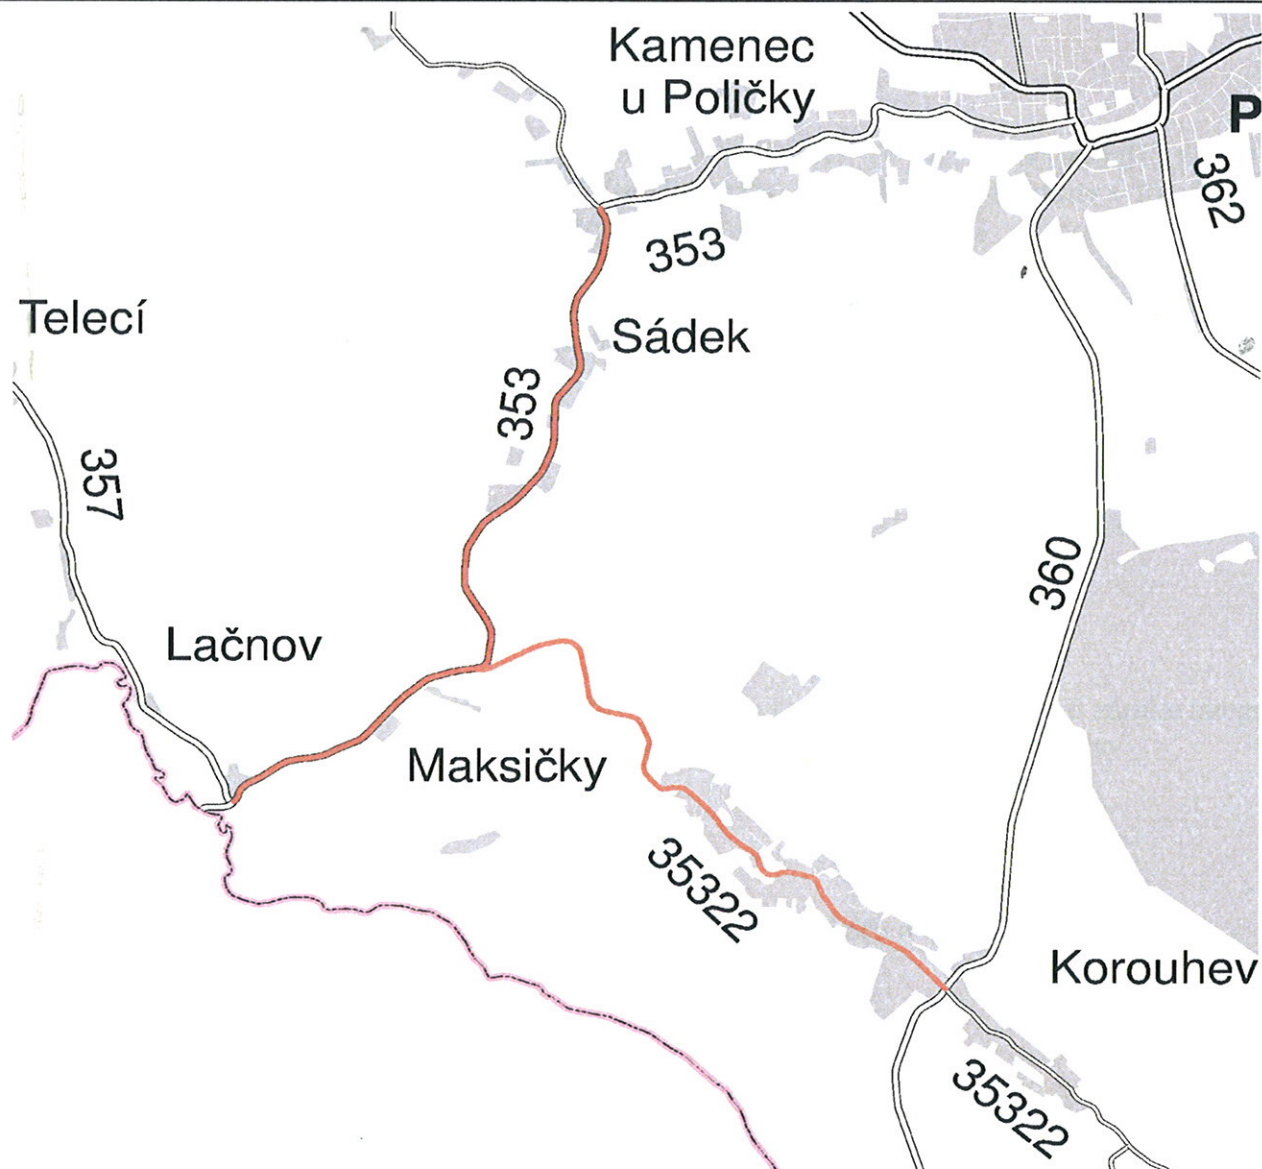 Kamenec
u Poličky
P
362
353
Telecí
Sádek
353
357
360
Lačnov
Maksičky
35322
Korouhev
35322